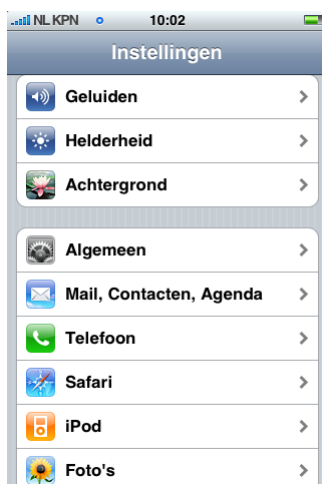 NL KPN 10:02
Instellingen
Geluiden
Helderheid
Achtergrond
Algemeen
Mail, Contacten, Agenda
Telefoon
Safari
iPod
Foto's